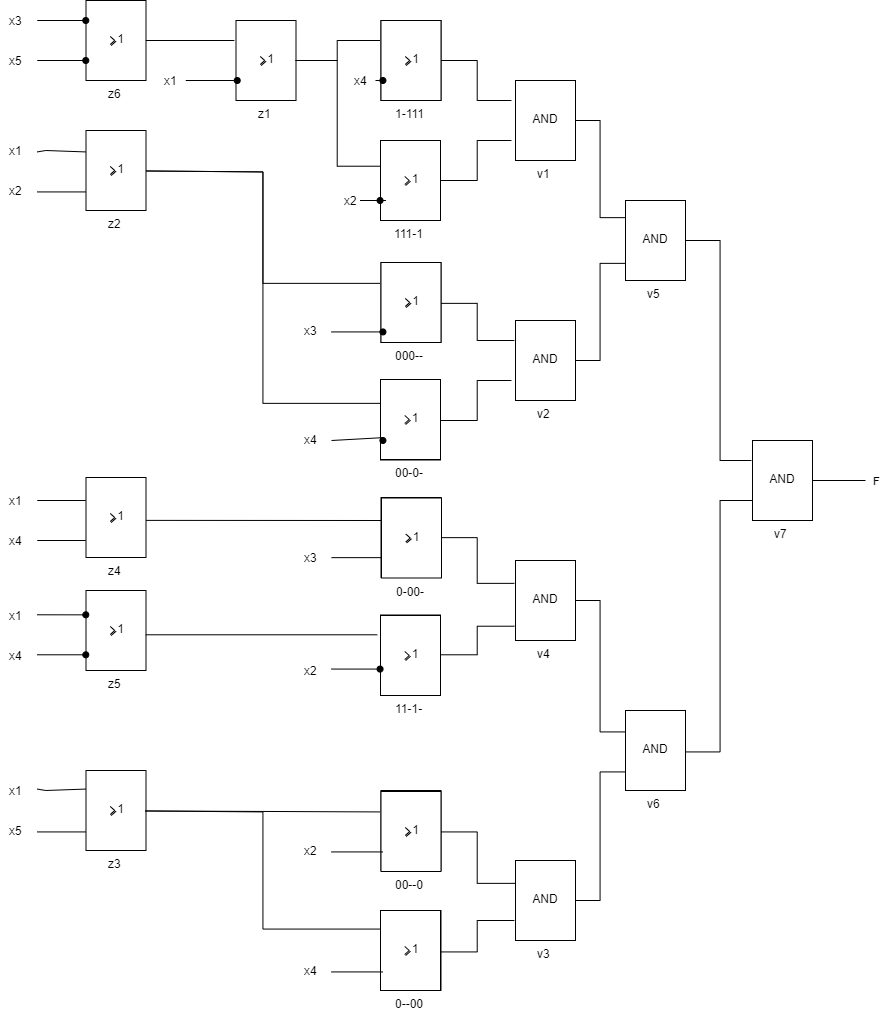 x3
⩾1
x5
z6
x1
⩾1
z1
x4
⩾1
1-111
AND
v1
x1
⩾1
x2
z2
x2
⩾1
111-1
AND
v5
⩾1
x3
000--
AND
v2
⩾1
x4
00-0-
AND
F
v7
x1
⩾1
x4
z4
⩾1
x3
0-00-
AND
v4
x1
⩾1
x4
z5
⩾1
x2
11-1-
AND
v6
x1
⩾1
x5
z3
⩾1
x2
00--0
AND
v3
⩾1
x4
0--00